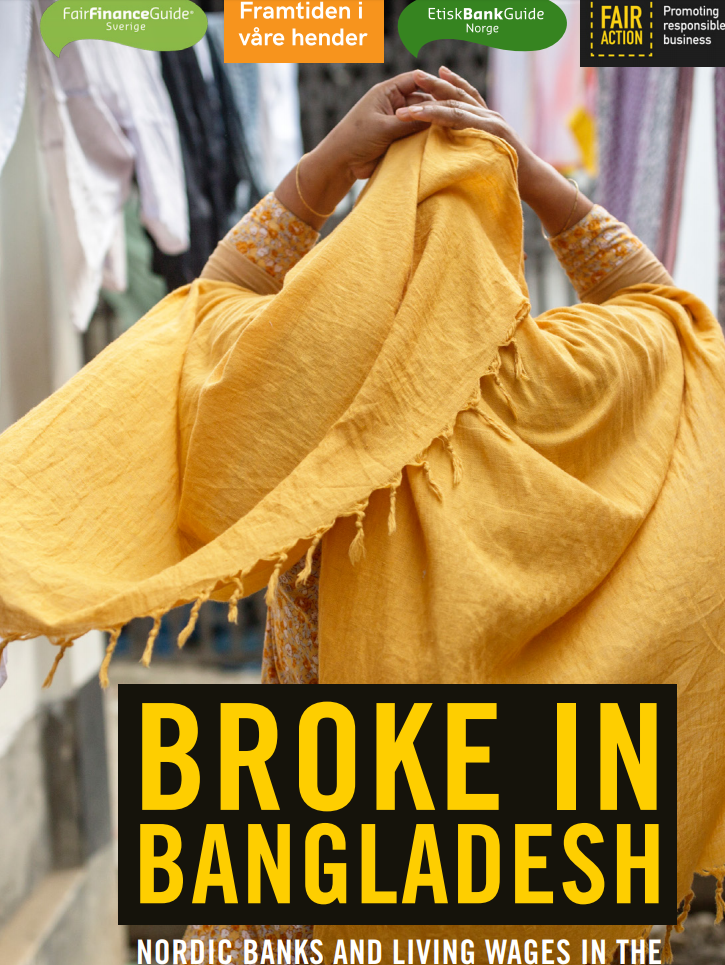 FairFinanceGuide
Sverige
Framtiden i
våre hender
EtiskBankGuide
Norge
FAIR
ACTION
Promoting
responsible
business
BROKE IN
BANGLADESH
NORDIC BANKS AND LIVING WAGES IN THE